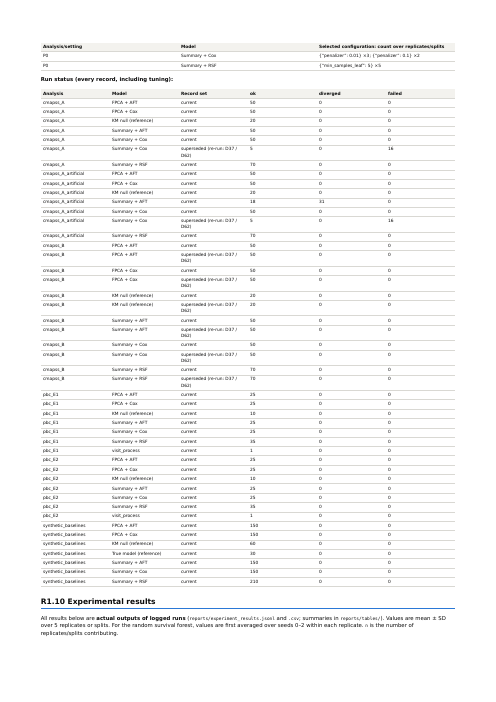 Analysis/setting Model Selected configuration: count over replicates/splits
P0 Summary + Cox {"penalizer": 0.01} ×3; {"penalizer": 0.1} ×2
P0 Summary + RSF {"min_samples_leaf": 5} ×5
Run status (every record, including tuning):
Analysis Model Record set ok diverged failed
cmapss_A FPCA + AFT current 50 0 0
cmapss_A FPCA + Cox current 50 0 0
cmapss_A KM null (reference) current 20 0 0
cmapss_A Summary + AFT current 50 0 0
cmapss_A Summary + Cox current 50 0 0
cmapss_A Summary + Cox superseded (re-run: D37 / 5 0 16
D62)
cmapss_A Summary + RSF current 70 0 0
cmapss_A_artificial FPCA + AFT current 50 0 0
cmapss_A_artificial FPCA + Cox current 50 0 0
cmapss_A_artificial KM null (reference) current 20 0 0
cmapss_A_artificial Summary + AFT current 18 31 0
cmapss_A_artificial Summary + Cox current 50 0 0
cmapss_A_artificial Summary + Cox superseded (re-run: D37 / 5 0 16
D62)
cmapss_A_artificial Summary + RSF current 70 0 0
cmapss_B FPCA + AFT current 50 0 0
cmapss_B FPCA + AFT superseded (re-run: D37 / 50 0 0
D62)
cmapss_B FPCA + Cox current 50 0 0
cmapss_B FPCA + Cox superseded (re-run: D37 / 50 0 0
D62)
cmapss_B KM null (reference) current 20 0 0
cmapss_B KM null (reference) superseded (re-run: D37 / 20 0 0
D62)
cmapss_B Summary + AFT current 50 0 0
cmapss_B Summary + AFT superseded (re-run: D37 / 50 0 0
D62)
cmapss_B Summary + Cox current 50 0 0
cmapss_B Summary + Cox superseded (re-run: D37 / 50 0 0
D62)
cmapss_B Summary + RSF current 70 0 0
cmapss_B Summary + RSF superseded (re-run: D37 / 70 0 0
D62)
pbc_E1 FPCA + AFT current 25 0 0
pbc_E1 FPCA + Cox current 25 0 0
pbc_E1 KM null (reference) current 10 0 0
pbc_E1 Summary + AFT current 25 0 0
pbc_E1 Summary + Cox current 25 0 0
pbc_E1 Summary + RSF current 35 0 0
pbc_E1 visit_process current 1 0 0
pbc_E2 FPCA + AFT current 25 0 0
pbc_E2 FPCA + Cox current 25 0 0
pbc_E2 KM null (reference) current 10 0 0
pbc_E2 Summary + AFT current 25 0 0
pbc_E2 Summary + Cox current 25 0 0
pbc_E2 Summary + RSF current 35 0 0
pbc_E2 visit_process current 1 0 0
synthetic_baselines FPCA + AFT current 150 0 0
synthetic_baselines FPCA + Cox current 150 0 0
synthetic_baselines KM null (reference) current 60 0 0
synthetic_baselines True model (reference) current 30 0 0
synthetic_baselines Summary + AFT current 150 0 0
synthetic_baselines Summary + Cox current 150 0 0
synthetic_baselines Summary + RSF current 210 0 0
R1.10 Experimental results
All results below are actual outputs of logged runs (reports/experiment_results.jsonl and .csv; summaries in reports/tables/). Values are mean ± SD
over 5 replicates or splits. For the random survival forest, values are first averaged over seeds 0–2 within each replicate. n is the number of
replicates/splits contributing.